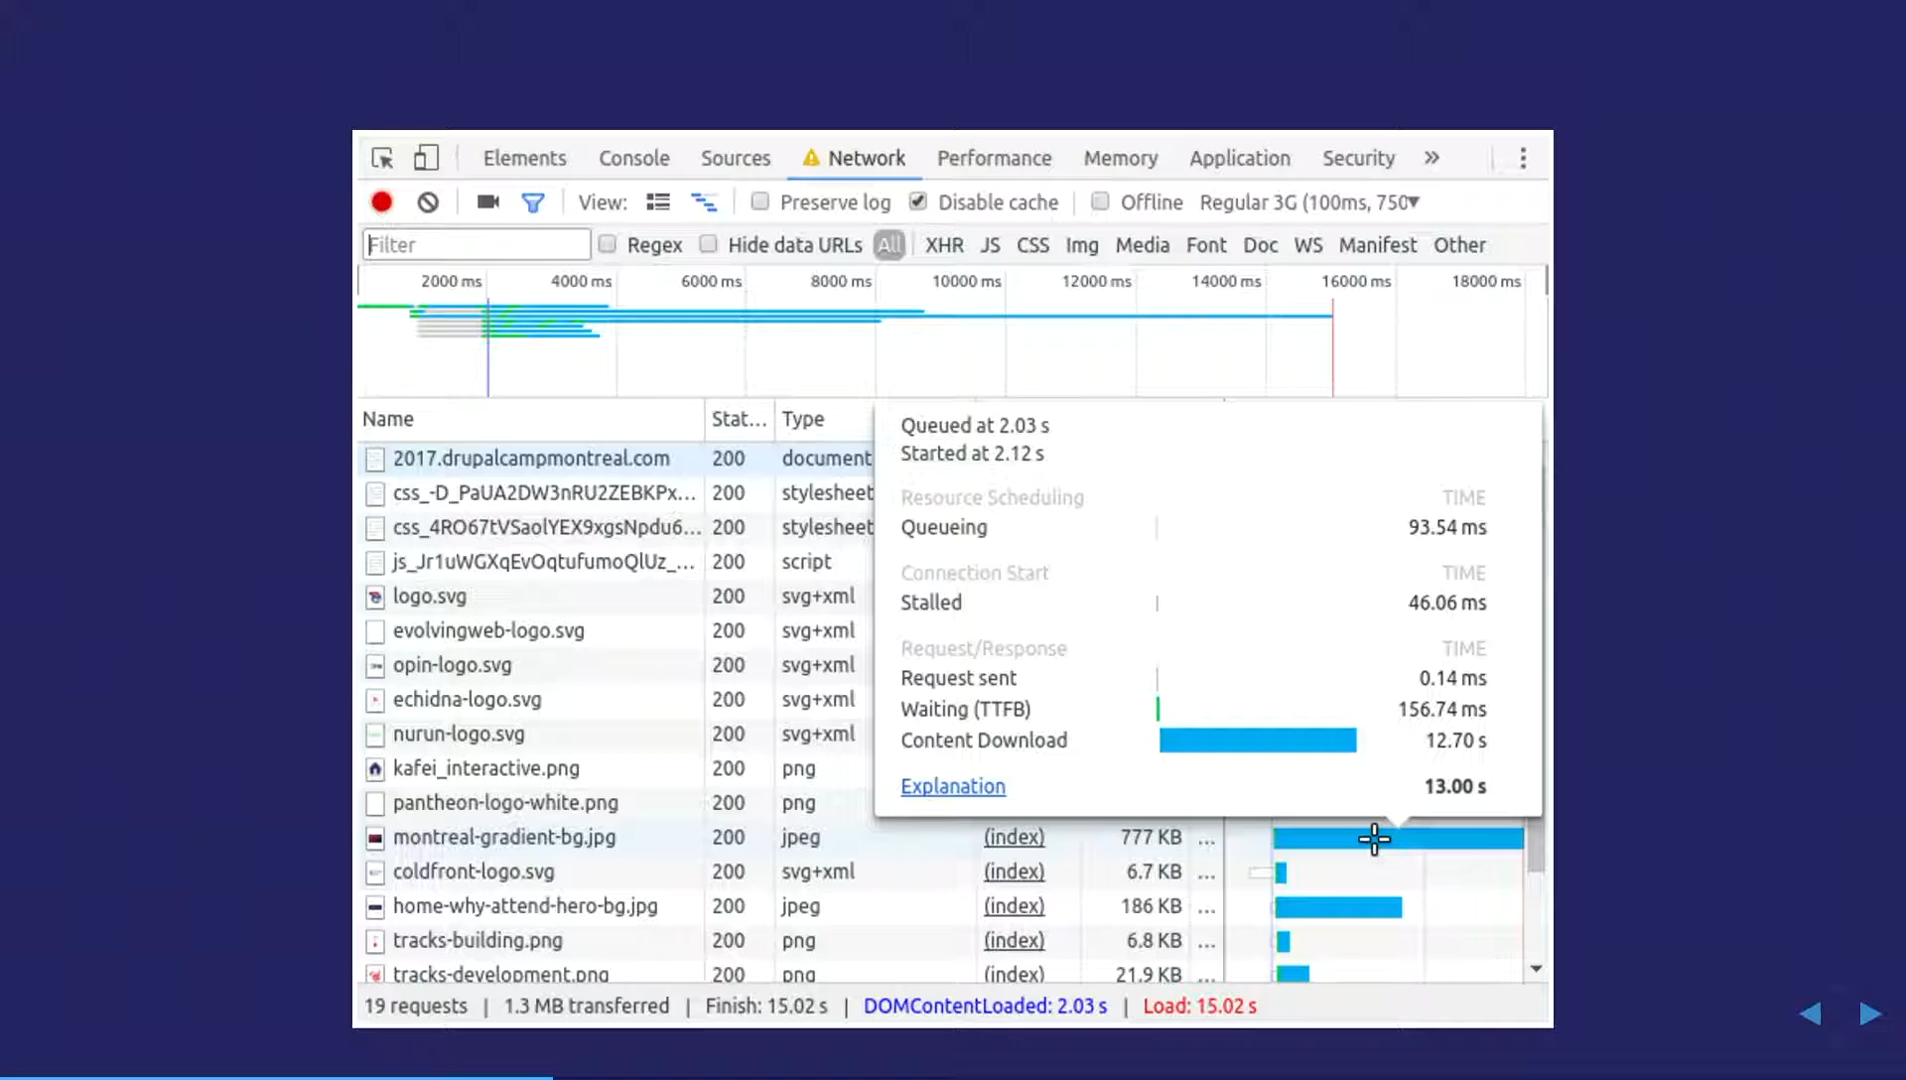 Elements Console Sources Network Performance Memory Application Security »
View: Preserve log Disable cache Offline Regular 3G (100ms, 750
Filter Regex Hide data URLs All XHR JS CSS Img Media Font Doc WS Manifest Other
2000 ms 4000 ms 6000 ms 8000 ms 10000 ms 12000 ms 14000 ms 16000 ms 18000 ms
Name Stat... Type
2017.drupalcampmontreal.com 200 document
css_-D_PaUA2DW3nRU2ZEBKPx... 200 stylesheet
css_4RO67tVSaolYEX9xgsNpdu6... 200 stylesheet
js_Jr1uWGXqEvOqtufumoQlUz_... 200 script
logo.svg 200 svg+xml
evolvingweb-logo.svg 200 svg+xml
opin-logo.svg 200 svg+xml
echidna-logo.svg 200 svg+xml
nurun-logo.svg 200 svg+xml
kafei_interactive.png 200 png
pantheon-logo-white.png 200 png
montreal-gradient-bg.jpg 200 jpeg (index) 777 KB ...
coldfront-logo.svg 200 svg+xml (index) 6.7 KB ...
home-why-attend-hero-bg.jpg 200 jpeg (index) 186 KB ...
tracks-building.png 200 png (index) 6.8 KB ...
tracks-development.png 200 png (index) 21.9 KB ...
Queued at 2.03 s
Started at 2.12 s
Resource Scheduling TIME
Queueing 93.54 ms
Connection Start TIME
Stalled 46.06 ms
Request/Response TIME
Request sent 0.14 ms
Waiting (TTFB) 156.74 ms
Content Download 12.70 s
Explanation 13.00 s
19 requests | 1.3 MB transferred | Finish: 15.02 s | DOMContentLoaded: 2.03 s | Load: 15.02 s